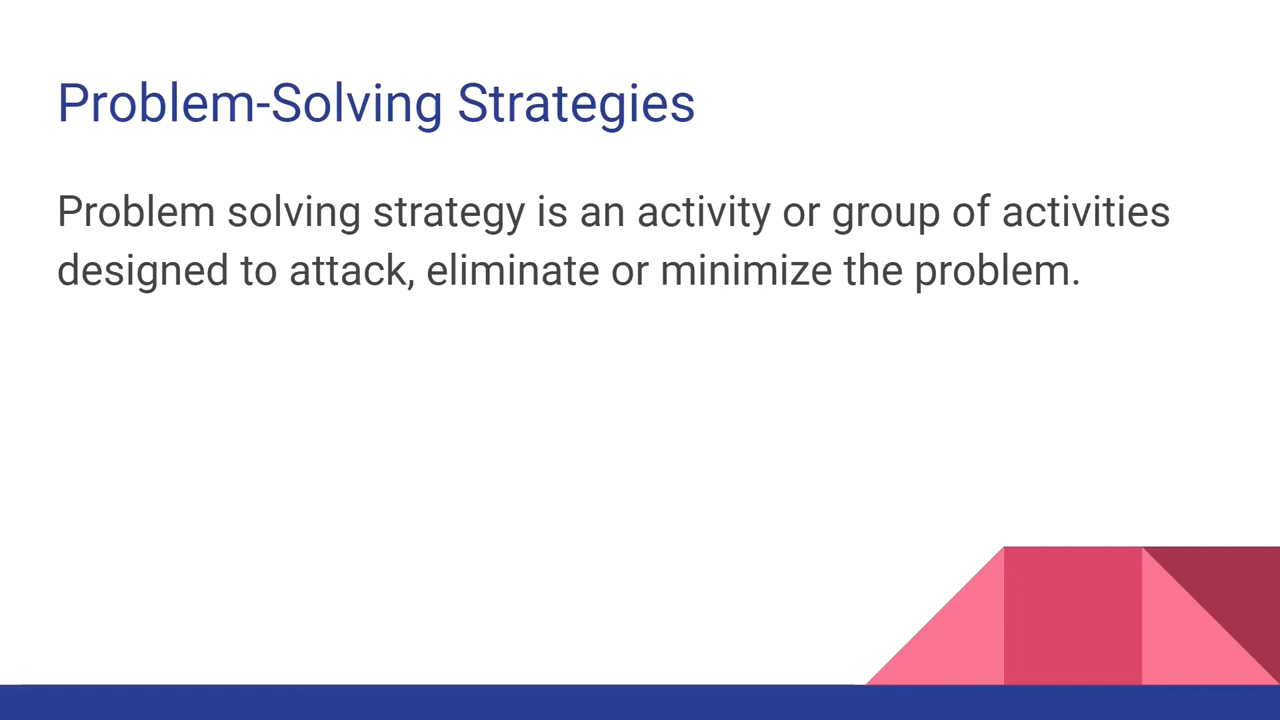 Problem-Solving Strategies
Problem solving strategy is an activity or group of activities
designed to attack, eliminate or minimize the problem.